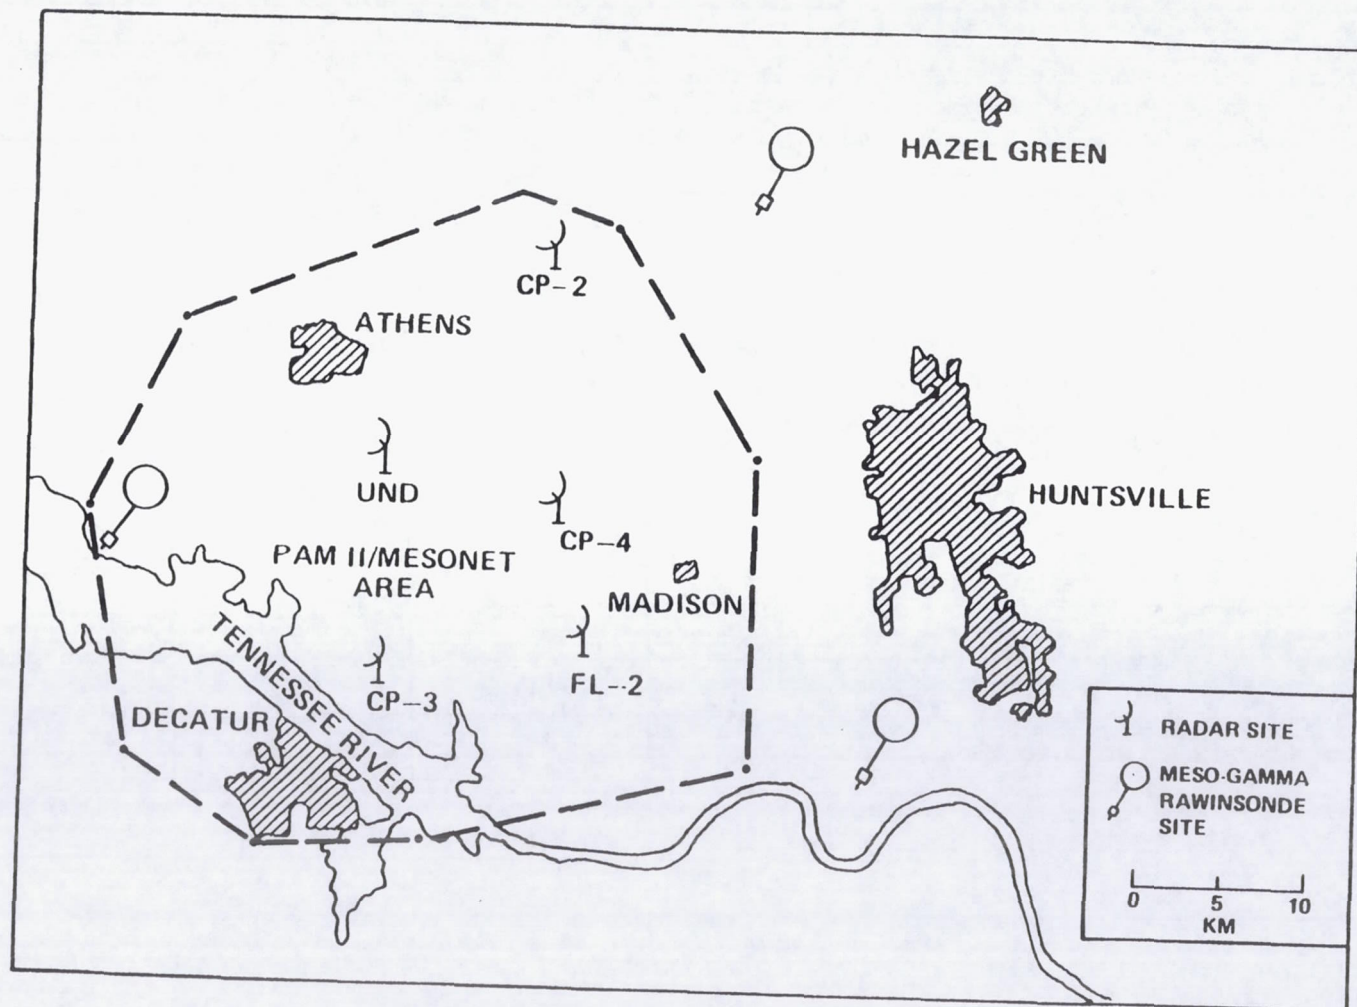 HAZEL GREEN
CP-2
ATHENS
UND
HUNTSVILLE
CP-4
PAM II/MESONET
AREA
MADISON
TENNESSEE RIVER
FL-2
CP-3
DECATUR
RADAR SITE
MESO-GAMMA
RAWINSONDE
SITE
0 5 10
KM